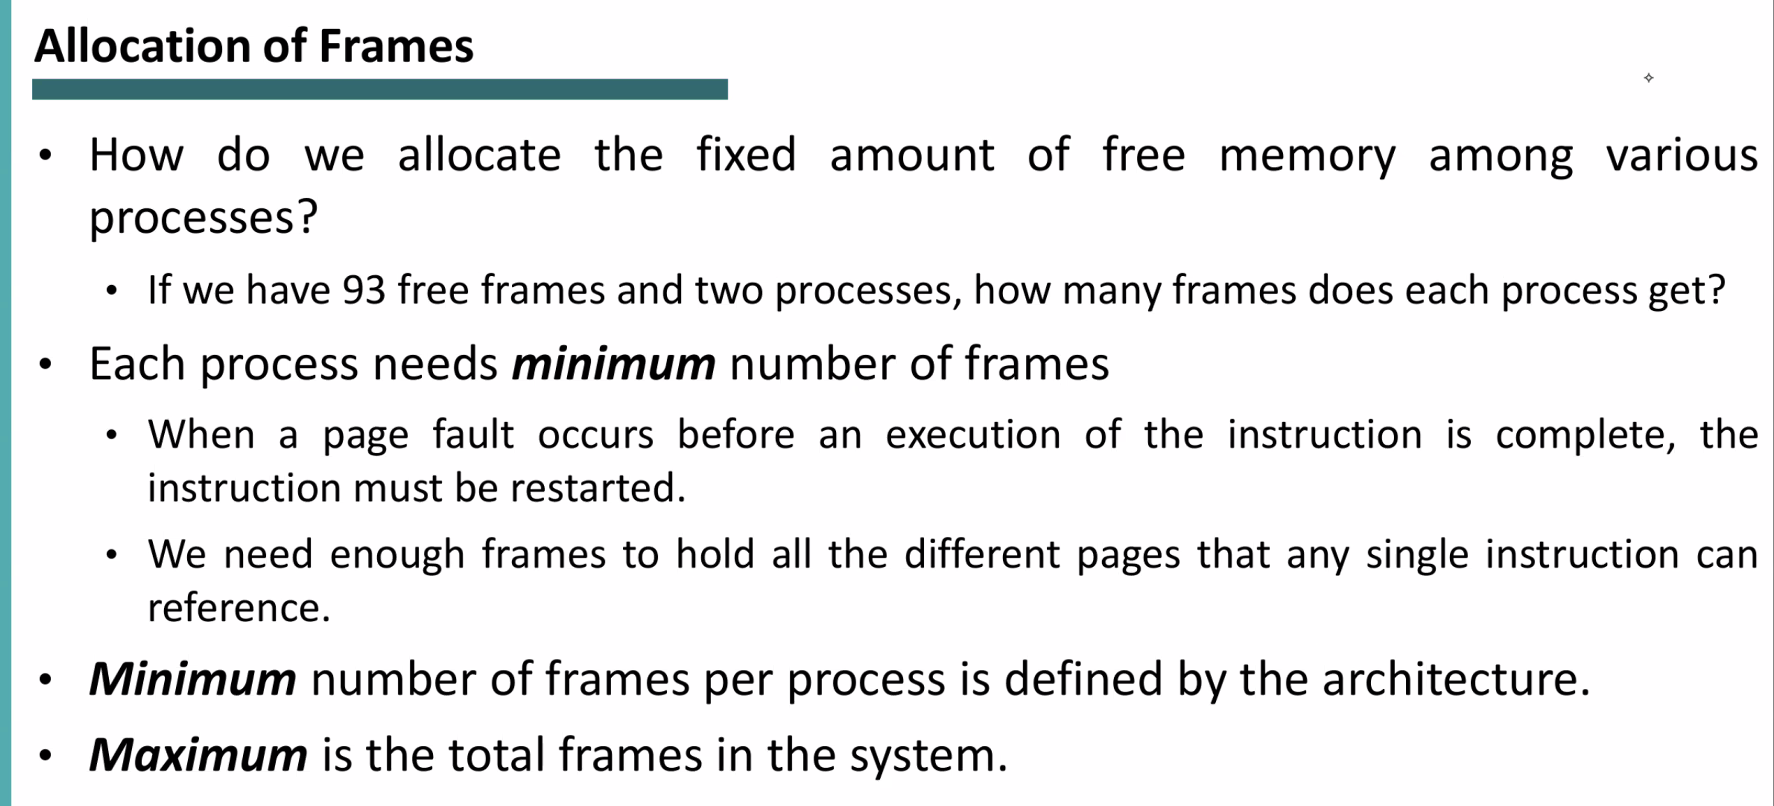 Allocation of Frames
• How do we allocate the fixed amount of free memory among various
processes?
• If we have 93 free frames and two processes, how many frames does each process get?
• Each process needs minimum number of frames
• When a page fault occurs before an execution of the instruction is complete, the
instruction must be restarted.
• We need enough frames to hold all the different pages that any single instruction can
reference.
• Minimum number of frames per process is defined by the architecture.
• Maximum is the total frames in the system.